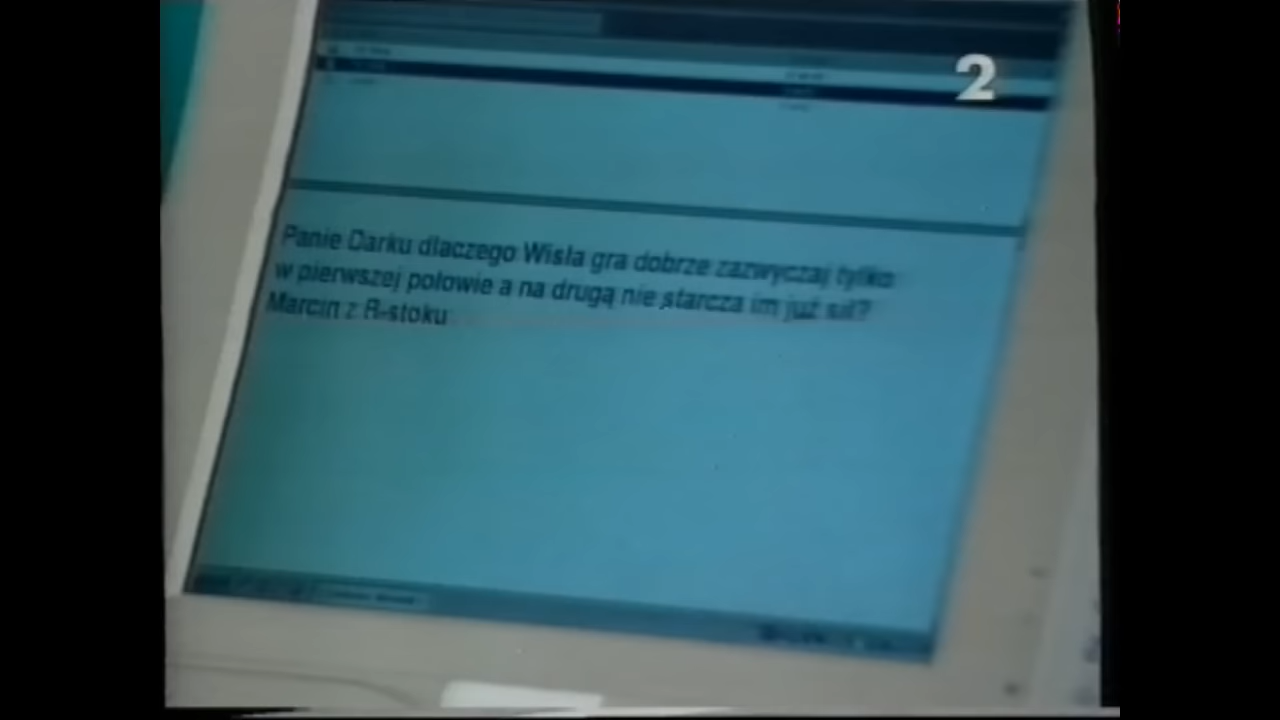 2
Panie Darku dlaczego Wisła gra dobrze zazwyczaj tylko
w pierwszej połowie a na drugą nie starcza im już sił?
Marcin z B-stoku